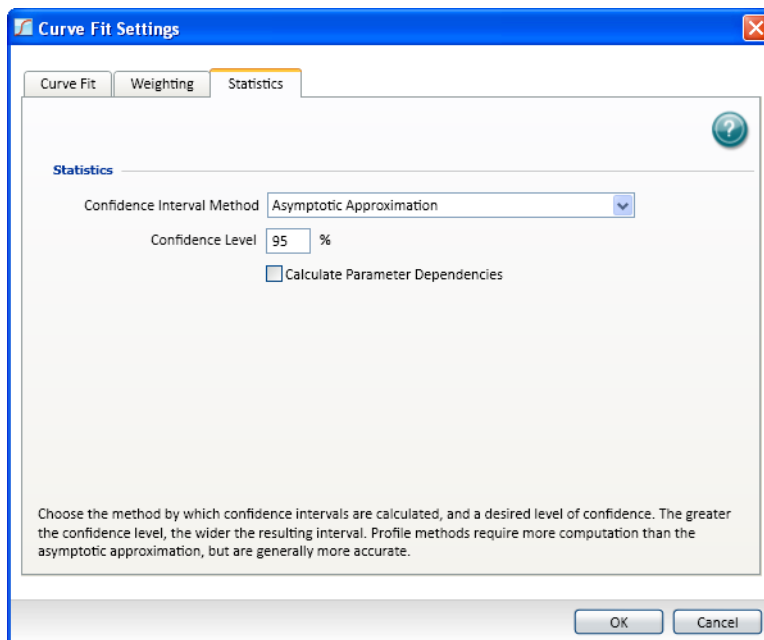 Curve Fit Settings
Curve Fit Weighting Statistics
?
Statistics
Confidence Interval Method Asymptotic Approximation
Confidence Level 95 %
Calculate Parameter Dependencies
Choose the method by which confidence intervals are calculated, and a desired level of confidence. The greater
the confidence level, the wider the resulting interval. Profile methods require more computation than the
asymptotic approximation, but are generally more accurate.
OK Cancel